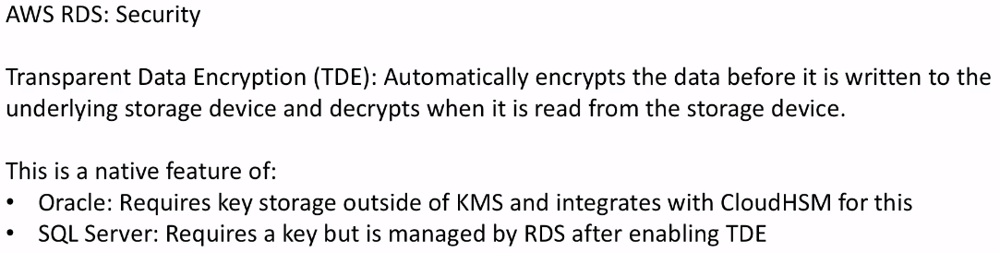 AWS RDS: Security
Transparent Data Encryption (TDE): Automatically encrypts the data before it is written to the
underlying storage device and decrypts when it is read from the storage device.
This is a native feature of:
• Oracle: Requires key storage outside of KMS and integrates with CloudHSM for this
• SQL Server: Requires a key but is managed by RDS after enabling TDE